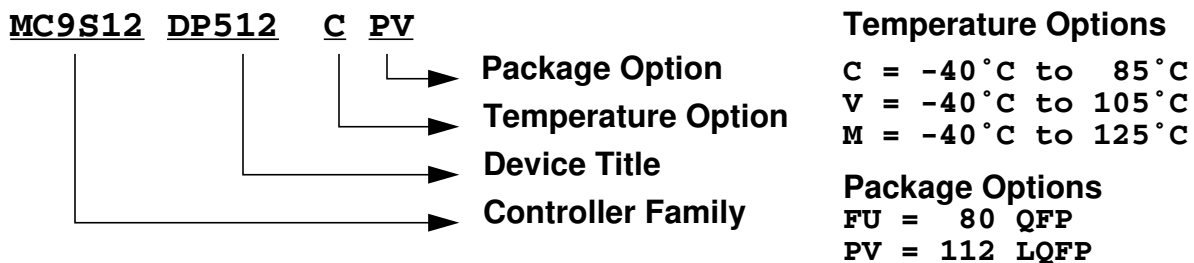 MC9S12 DP512 C PV
Package Option
Temperature Option
Device Title
Controller Family
Temperature Options
C = -40˚C to 85˚C
V = -40˚C to 105˚C
M = -40˚C to 125˚C
Package Options
FU = 80 QFP
PV = 112 LQFP